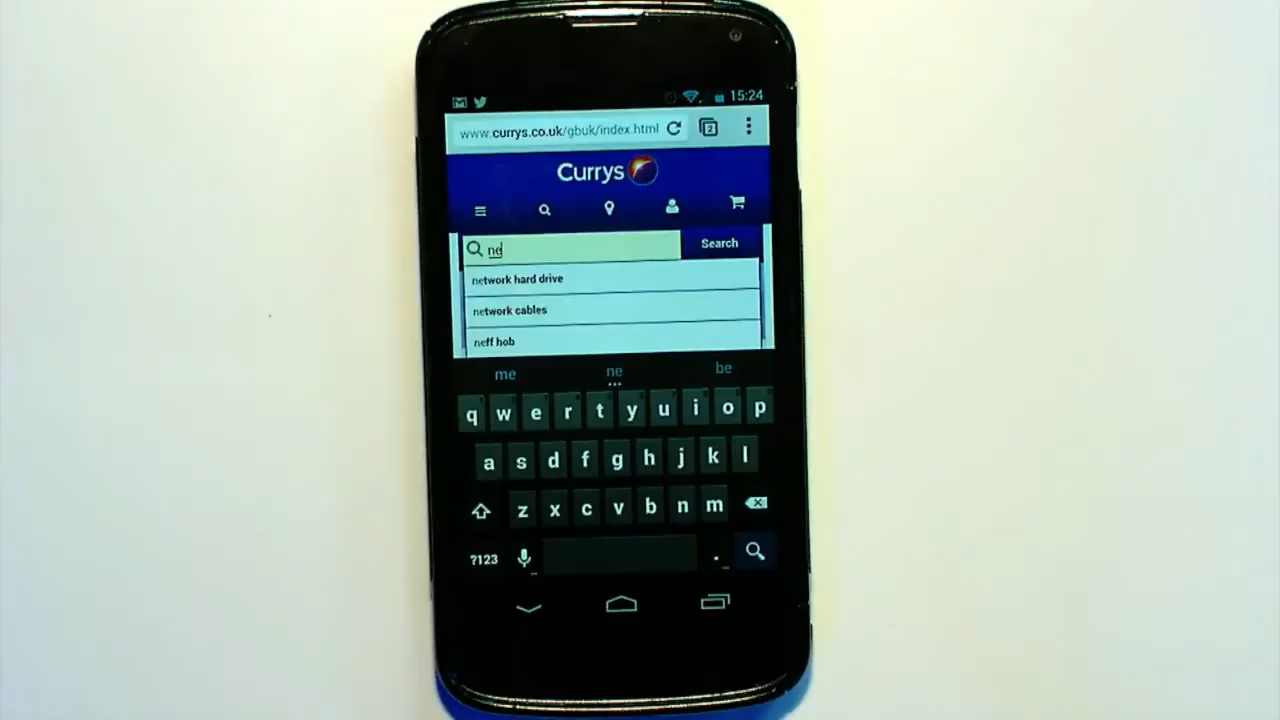 15:24
www.currys.co.uk/gbuk/index.html 2
Currys
ne Search
network hard drive
network cables
neff hob
me ne be
q w e r t y u i o p
a s d f g h j k l
z x c v b n m
?123 .